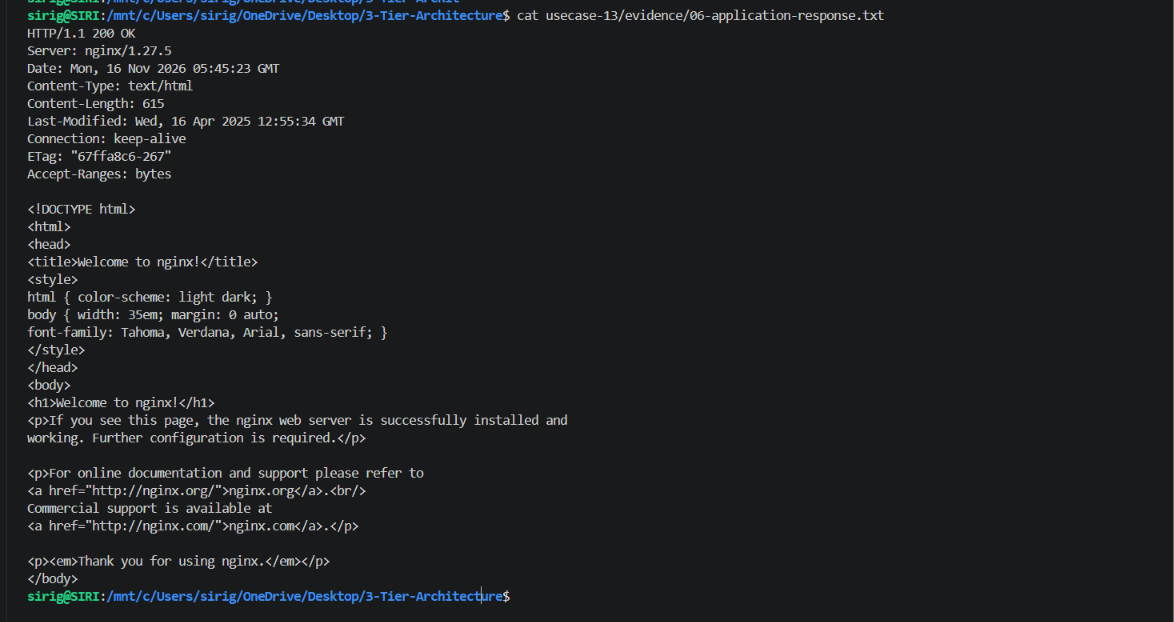 sirig@SIRI:/mnt/c/Users/sirig/OneDrive/Desktop/3-Tier-Architecture$ cat usecase-13/evidence/06-application-response.txt
HTTP/1.1 200 OK
Server: nginx/1.27.5
Date: Mon, 16 Nov 2026 05:45:23 GMT
Content-Type: text/html
Content-Length: 615
Last-Modified: Wed, 16 Apr 2025 12:55:34 GMT
Connection: keep-alive
ETag: "67ffa8c6-267"
Accept-Ranges: bytes

<!DOCTYPE html>
<html>
<head>
<title>Welcome to nginx!</title>
<style>
html { color-scheme: light dark; }
body { width: 35em; margin: 0 auto;
font-family: Tahoma, Verdana, Arial, sans-serif; }
</style>
</head>
<body>
<h1>Welcome to nginx!</h1>
<p>If you see this page, the nginx web server is successfully installed and
working. Further configuration is required.</p>

<p>For online documentation and support please refer to
<a href="http://nginx.org/">nginx.org</a>.<br/>
Commercial support is available at
<a href="http://nginx.com/">nginx.com</a>.</p>

<p><em>Thank you for using nginx.</em></p>
</body>
sirig@SIRI:/mnt/c/Users/sirig/OneDrive/Desktop/3-Tier-Architecture$